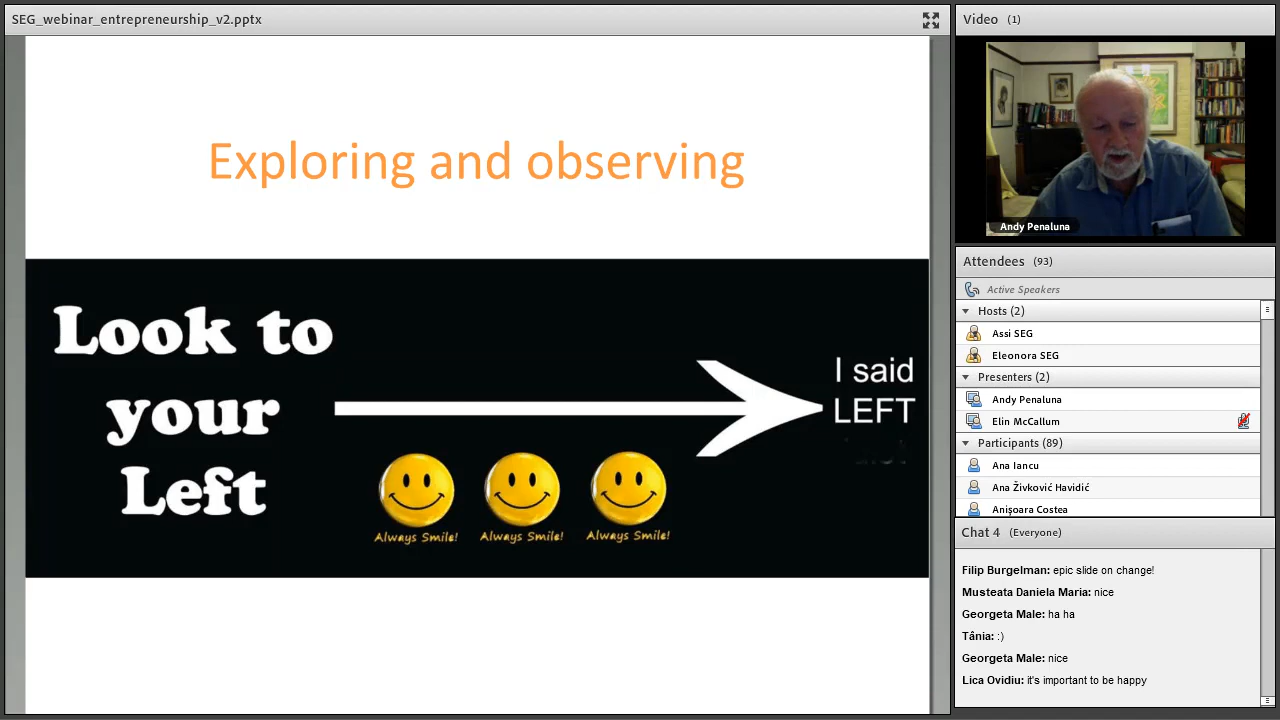 SEG_webinar_entrepreneurship_v2.pptx
Exploring and observing
Look to
your
Left
I said
LEFT
Always Smile!
Always Smile!
Always Smile!
Video (1)
Andy Penaluna
Attendees (93)
Active Speakers
Hosts (2)
Assi SEG
Eleonora SEG
Presenters (2)
Andy Penaluna
Elin McCallum
Participants (89)
Ana Iancu
Ana Živković Havidić
Anişoara Costea
Chat 4 (Everyone)
Filip Burgelman: epic slide on change!
Musteata Daniela Maria: nice
Georgeta Male: ha ha
Tânia: :)
Georgeta Male: nice
Lica Ovidiu: it's important to be happy